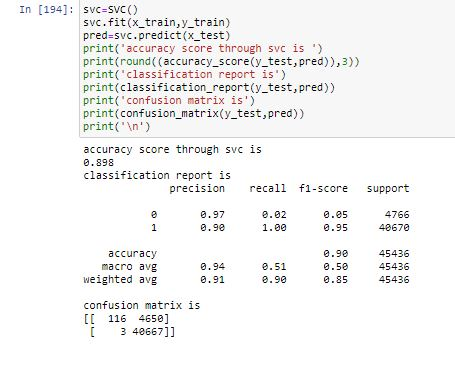 In [194]: svc=SVC()
svc.fit(x_train,y_train)
pred=svc.predict(x_test)
print('accuracy score through svc is ')
print(round((accuracy_score(y_test,pred)),3))
print('classification report is')
print(classification_report(y_test,pred))
print('confusion matrix is')
print(confusion_matrix(y_test,pred))
print('\n')
accuracy score through svc is
0.898
classification report is
precision recall f1-score support
0 0.97 0.02 0.05 4766
1 0.90 1.00 0.95 40670
accuracy 0.90 45436
macro avg 0.94 0.51 0.50 45436
weighted avg 0.91 0.90 0.85 45436
confusion matrix is
[[ 116 4650]
[ 3 40667]]